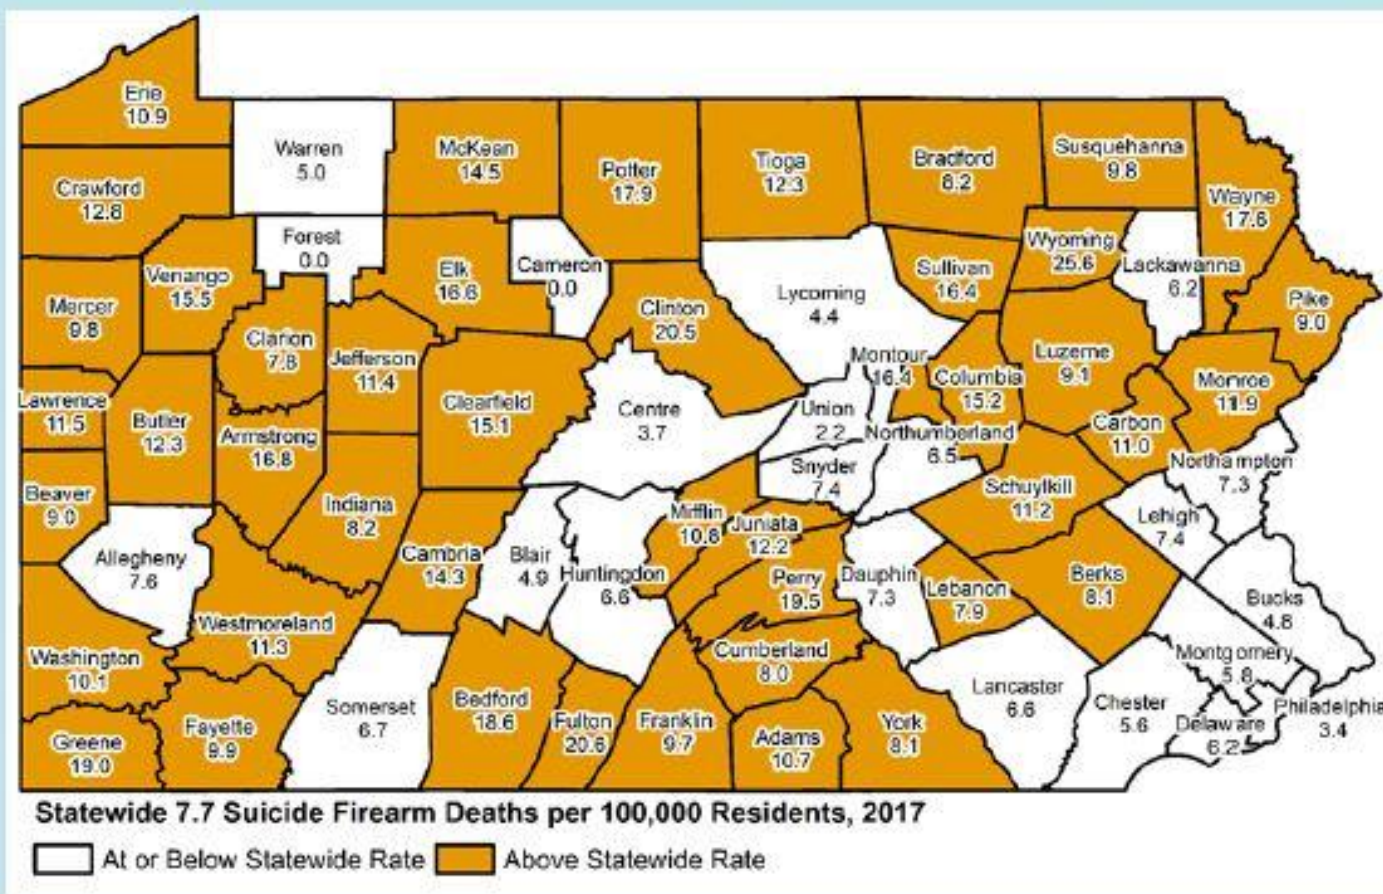 Erie
10.9
Warren
5.0
McKean
14.5
Potter
17.9
Tioga
12.3
Bradford
8.2
Susquehanna
9.8
Wayne
17.6
Crawford
12.8
Forest
0.0
Venango
15.5
Elk
16.6
Cameron
0.0
Clinton
20.5
Lycoming
4.4
Sullivan
16.4
Wyoming
25.6
Lackawanna
6.2
Pike
9.0
Mercer
9.8
Clarion
7.8
Jefferson
11.4
Clearfield
15.1
Centre
3.7
Montour
16.4
Columbia
15.2
Luzerne
9.1
Monroe
11.9
Lawrence
11.5
Butler
12.3
Armstrong
16.8
Union
2.2
Northumberland
6.5
Carbon
11.0
Northampton
7.3
Beaver
9.0
Indiana
8.2
Snyder
7.4
Schuylkill
11.2
Lehigh
7.4
Allegheny
7.6
Cambria
14.3
Blair
4.9
Huntingdon
6.6
Mifflin
10.8
Juniata
12.2
Perry
19.5
Dauphin
7.3
Lebanon
7.9
Berks
8.1
Bucks
4.8
Westmoreland
11.3
Washington
10.1
Cumberland
8.0
Montgomery
5.8
Greene
19.0
Fayette
9.9
Somerset
6.7
Bedford
18.6
Fulton
20.6
Franklin
9.7
Adams
10.7
York
8.1
Lancaster
6.6
Chester
5.6
Delaware
6.2
Philadelphia
3.4
Statewide 7.7 Suicide Firearm Deaths per 100,000 Residents, 2017
At or Below Statewide Rate
Above Statewide Rate